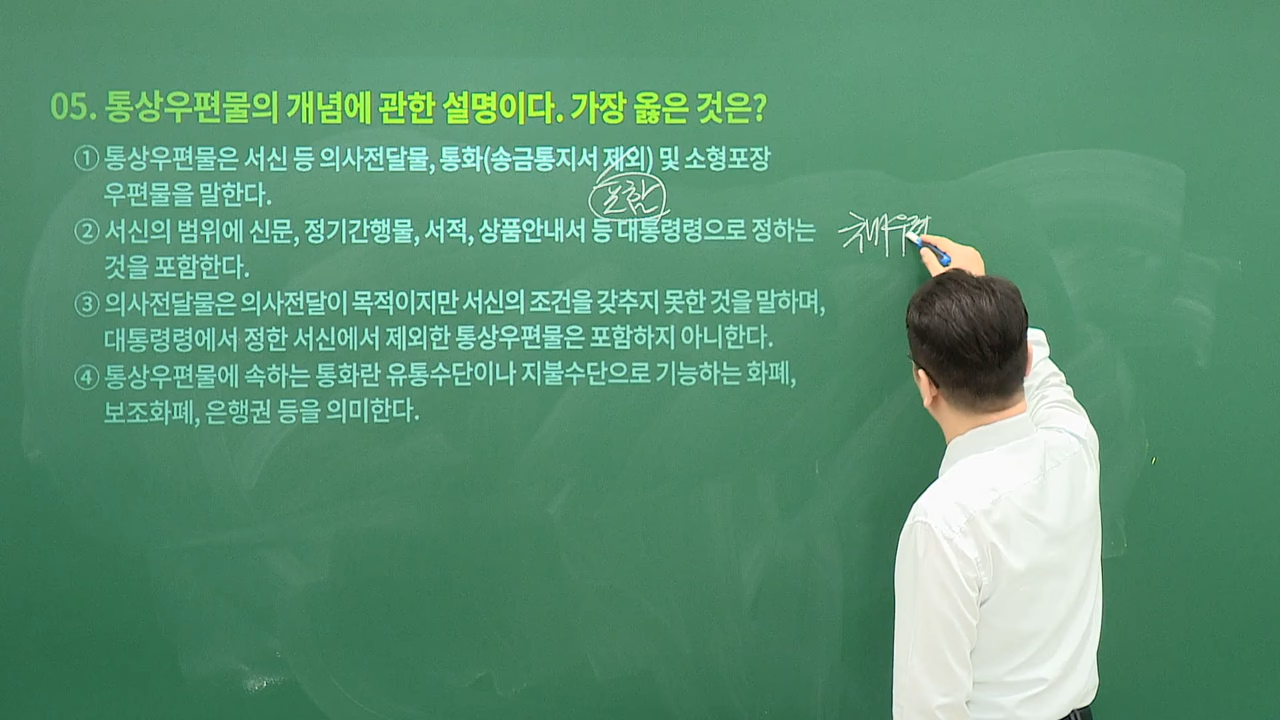 05. 통상우편물의 개념에 관한 설명이다. 가장 옳은 것은?
① 통상우편물은 서신 등 의사전달물, 통화(송금통지서 제외) 및 소형포장
우편물을 말한다.
포함
② 서신의 범위에 신문, 정기간행물, 서적, 상품안내서 등 대통령령으로 정하는
것을 포함한다.
③ 의사전달물은 의사전달이 목적이지만 서신의 조건을 갖추지 못한 것을 말하며,
대통령령에서 정한 서신에서 제외한 통상우편물은 포함하지 아니한다.
④ 통상우편물에 속하는 통화란 유통수단이나 지불수단으로 기능하는 화폐,
보조화폐, 은행권 등을 의미한다.